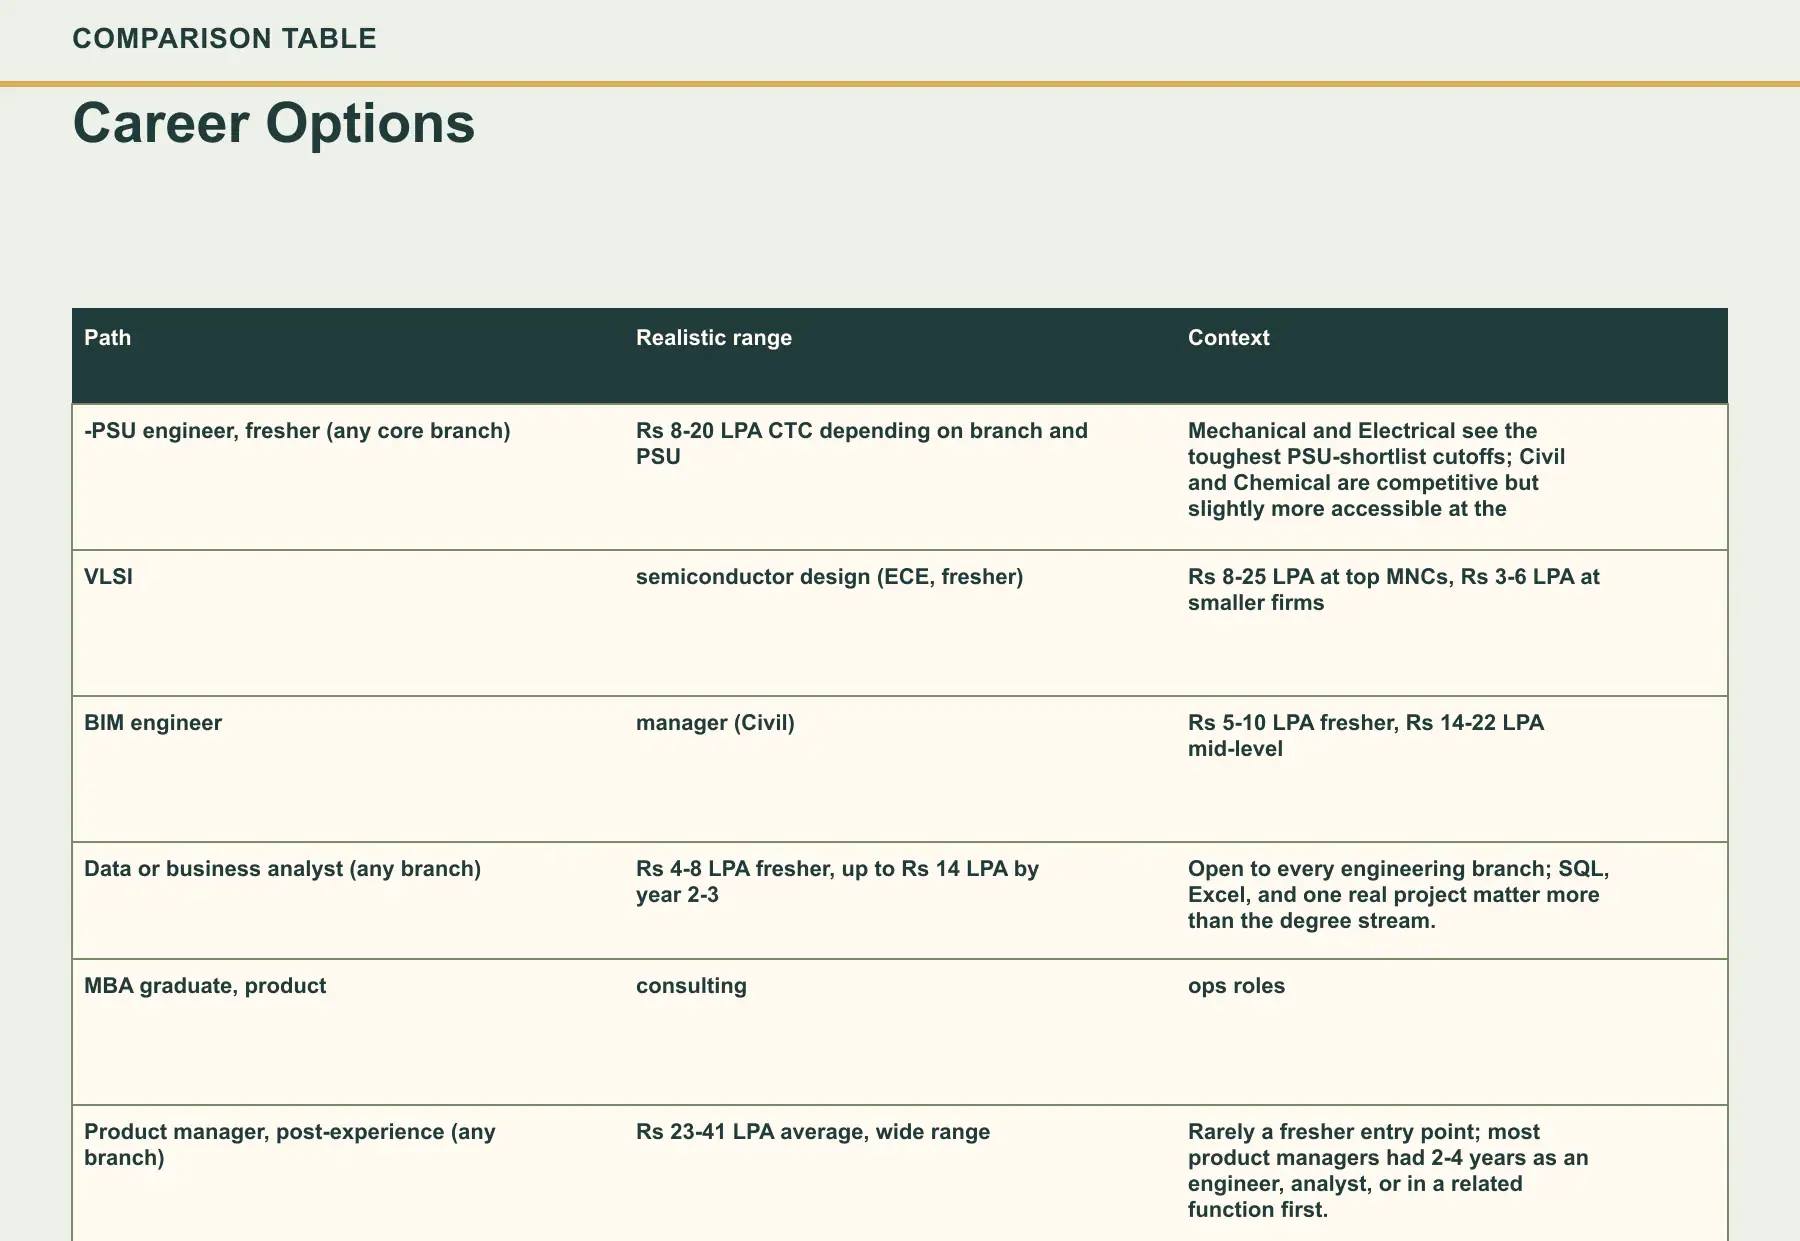 COMPARISON TABLE
Career Options
Path
Realistic range
Context
-PSU engineer, fresher (any core branch)
Rs 8-20 LPA CTC depending on branch and
PSU
Mechanical and Electrical see the
toughest PSU-shortlist cutoffs; Civil
and Chemical are competitive but
slightly more accessible at the
VLSI
semiconductor design (ECE, fresher)
Rs 8-25 LPA at top MNCs, Rs 3-6 LPA at
smaller firms
BIM engineer
manager (Civil)
Rs 5-10 LPA fresher, Rs 14-22 LPA
mid-level
Data or business analyst (any branch)
Rs 4-8 LPA fresher, up to Rs 14 LPA by
year 2-3
Open to every engineering branch; SQL,
Excel, and one real project matter more
than the degree stream.
MBA graduate, product
consulting
ops roles
Product manager, post-experience (any
branch)
Rs 23-41 LPA average, wide range
Rarely a fresher entry point; most
product managers had 2-4 years as an
engineer, analyst, or in a related
function first.